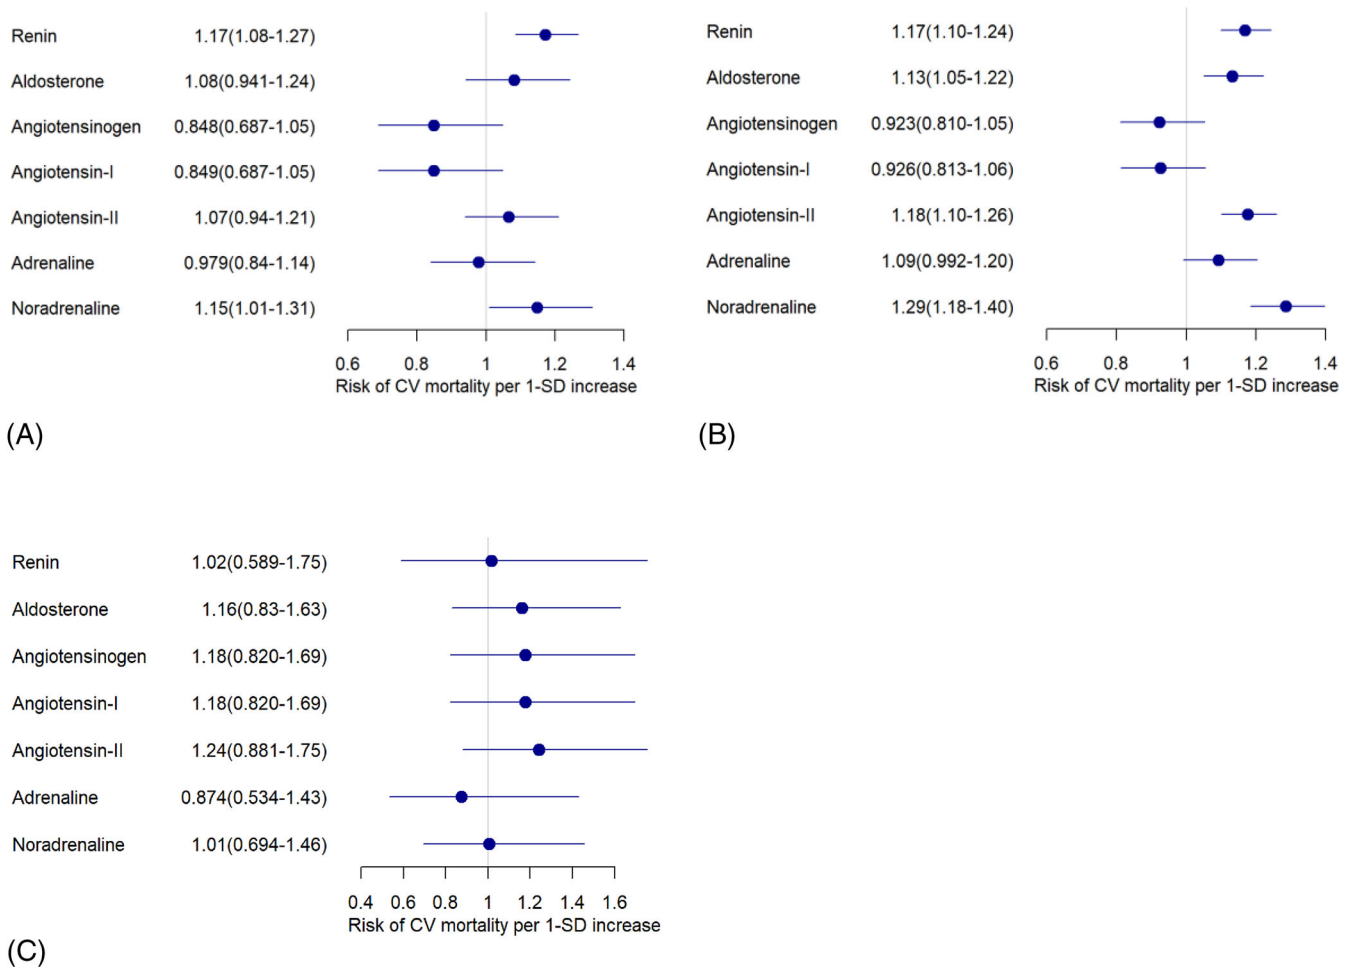 Renin 1.17(1.08-1.27)
Aldosterone 1.08(0.941-1.24)
Angiotensinogen 0.848(0.687-1.05)
Angiotensin-I 0.849(0.687-1.05)
Angiotensin-II 1.07(0.94-1.21)
Adrenaline 0.979(0.84-1.14)
Noradrenaline 1.15(1.01-1.31)
0.6 0.8 1 1.2 1.4
Risk of CV mortality per 1-SD increase
(A)
Renin 1.17(1.10-1.24)
Aldosterone 1.13(1.05-1.22)
Angiotensinogen 0.923(0.810-1.05)
Angiotensin-I 0.926(0.813-1.06)
Angiotensin-II 1.18(1.10-1.26)
Adrenaline 1.09(0.992-1.20)
Noradrenaline 1.29(1.18-1.40)
0.6 0.8 1 1.2 1.4
Risk of CV mortality per 1-SD increase
(B)
Renin 1.02(0.589-1.75)
Aldosterone 1.16(0.83-1.63)
Angiotensinogen 1.18(0.820-1.69)
Angiotensin-I 1.18(0.820-1.69)
Angiotensin-II 1.24(0.881-1.75)
Adrenaline 0.874(0.534-1.43)
Noradrenaline 1.01(0.694-1.46)
0.4 0.6 0.8 1 1.2 1.4 1.6
Risk of CV mortality per 1-SD increase
(C)